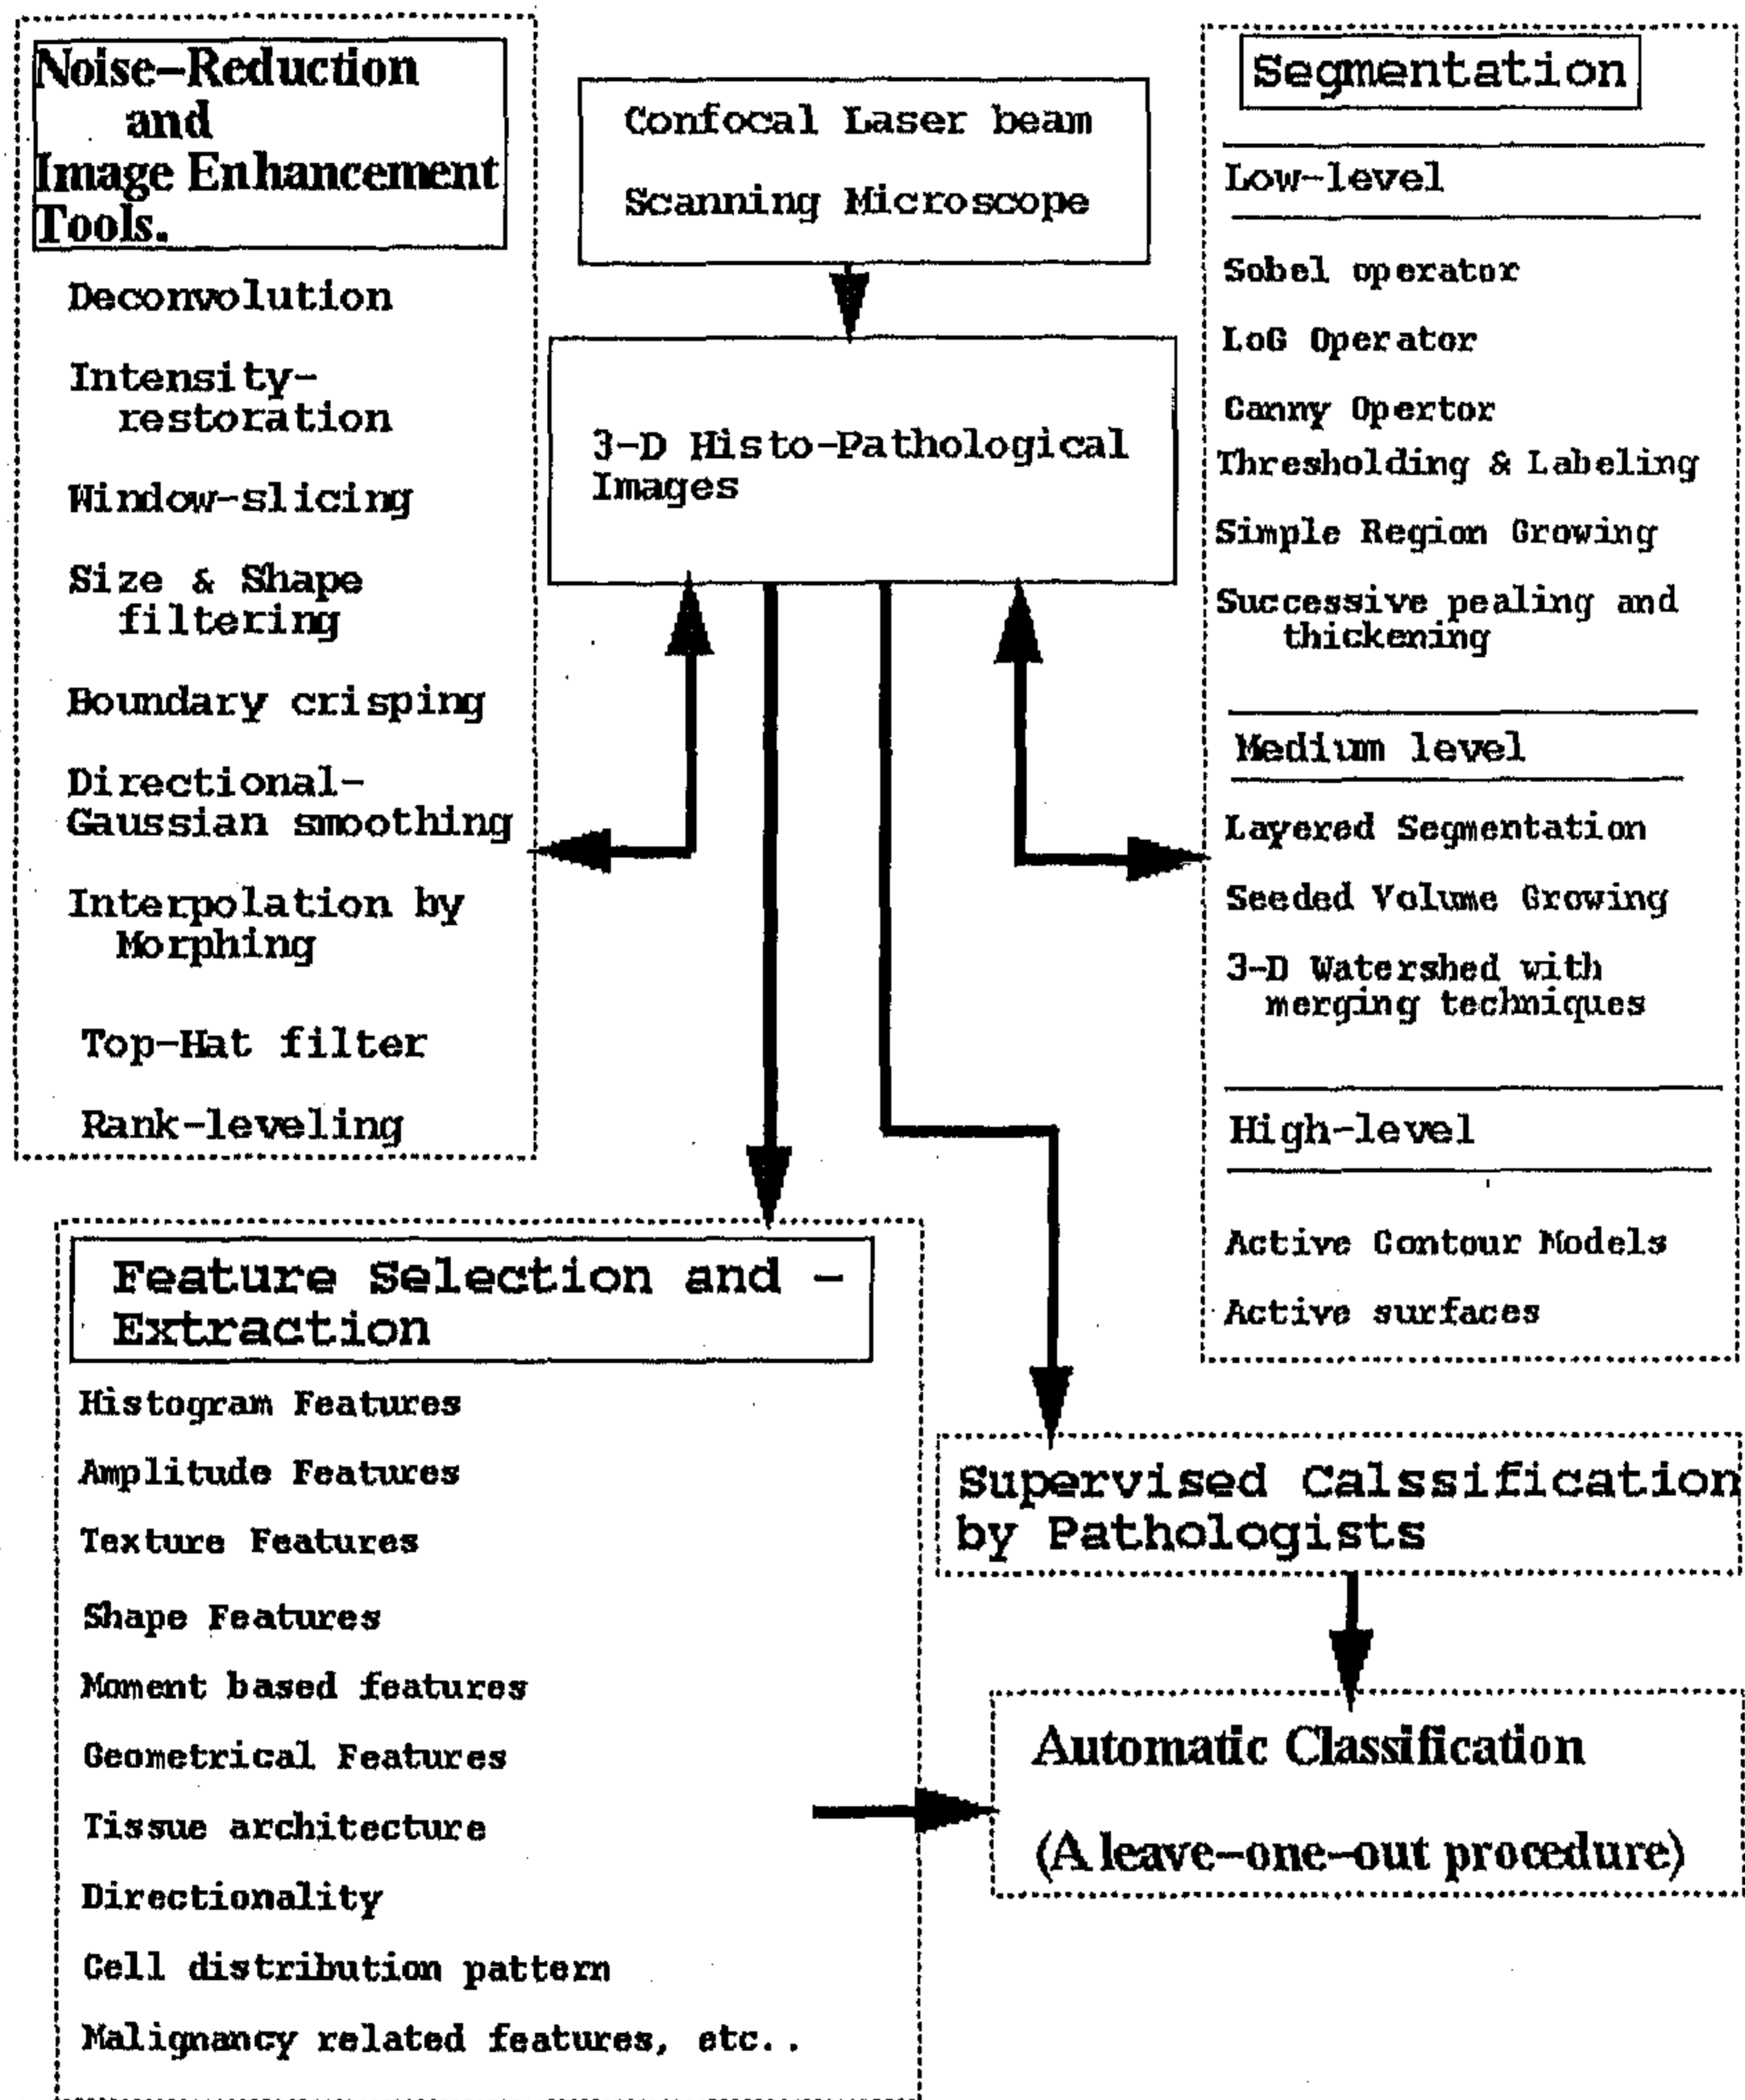 Noise-Reduction
and
Image Enhancement
Tools.
Deconvolution
Intensity-
restoration
Window-slicing
Size & Shape
filtering
Boundary crisping
Directional-
Gaussian smoothing
Interpolation by
Morphing
Top-Hat filter
Rank-leveling
Confocal Laser beam
Scanning Microscope
3-D Histo-Pathological
Images
Segmentation
Low-level
Sobel operator
LoG Operator
Canny Opertor
Thresholding & Labeling
Simple Region Growing
Successive pealing and
thickening
Medium level
Layered Segmentation
Seeded Volume Growing
3-D Watershed with
merging techniques
High-level
Active Contour Models
Active surfaces
Feature Selection and -
Extraction
Histogram Features
Amplitude Features
Texture Features
Shape Features
Moment based features
Geometrical Features
Tissue architecture
Directionality
Cell distribution pattern
Malignancy related features, etc..
Supervised Calssification
by Pathologists
Automatic Classification
(A leave-one-out procedure)